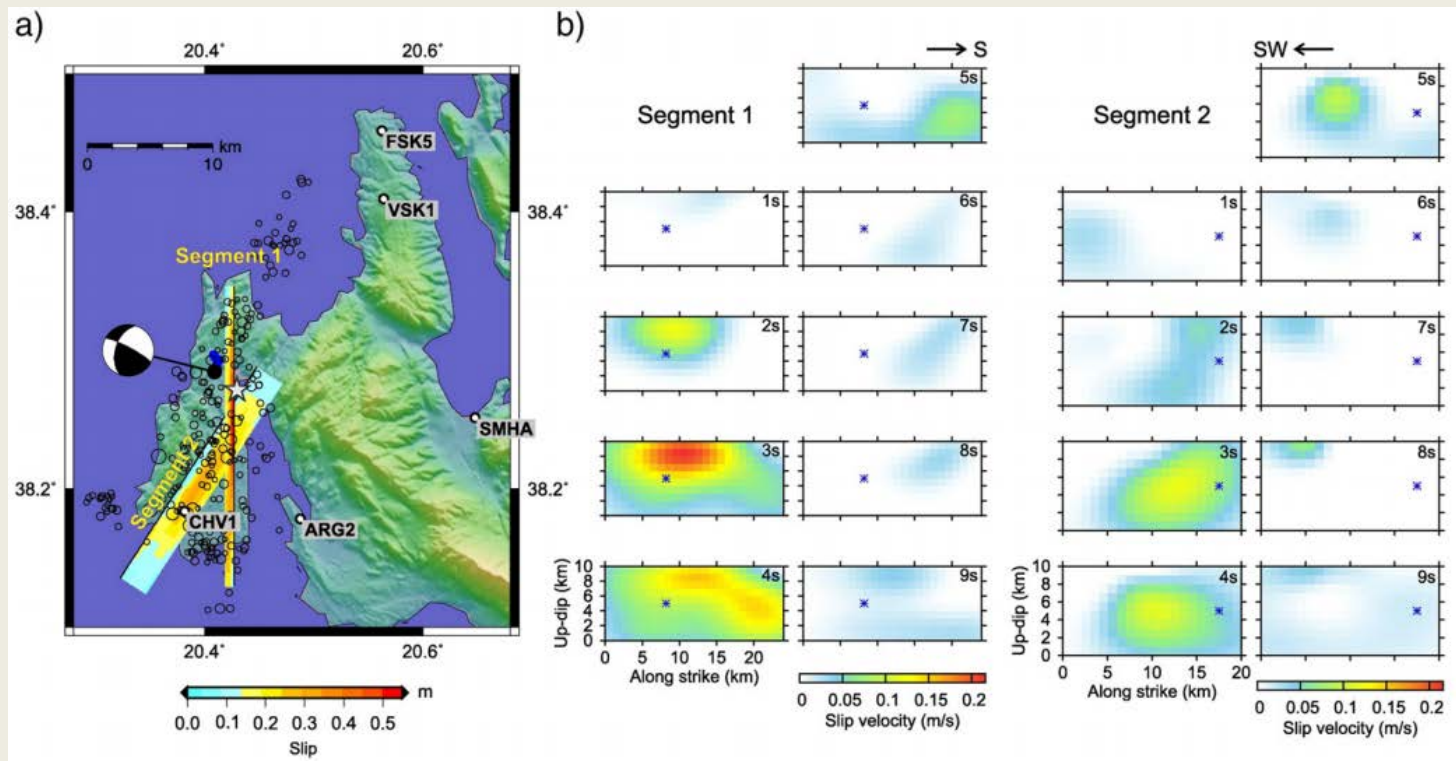 a)
20.4°
20.6°
km
0
10
FSK5
VSK1
38.4°
38.4°
Segment 1
SMHA
Segment 2
38.2°
38.2°
CHV1
ARG2
20.4°
20.6°
m
0.0 0.1 0.2 0.3 0.4 0.5
Slip
b)
S
Segment 1
5s
1s
6s
2s
7s
3s
8s
4s
9s
Up-dip (km)
10
8
6
4
2
0
0 5 10 15 20
Along strike (km)
0 0.05 0.1 0.15 0.2
Slip velocity (m/s)
SW
Segment 2
5s
1s
6s
2s
7s
3s
8s
4s
9s
Up-dip (km)
10
8
6
4
2
0
0 5 10 15 20
Along strike (km)
0 0.05 0.1 0.15 0.2
Slip velocity (m/s)